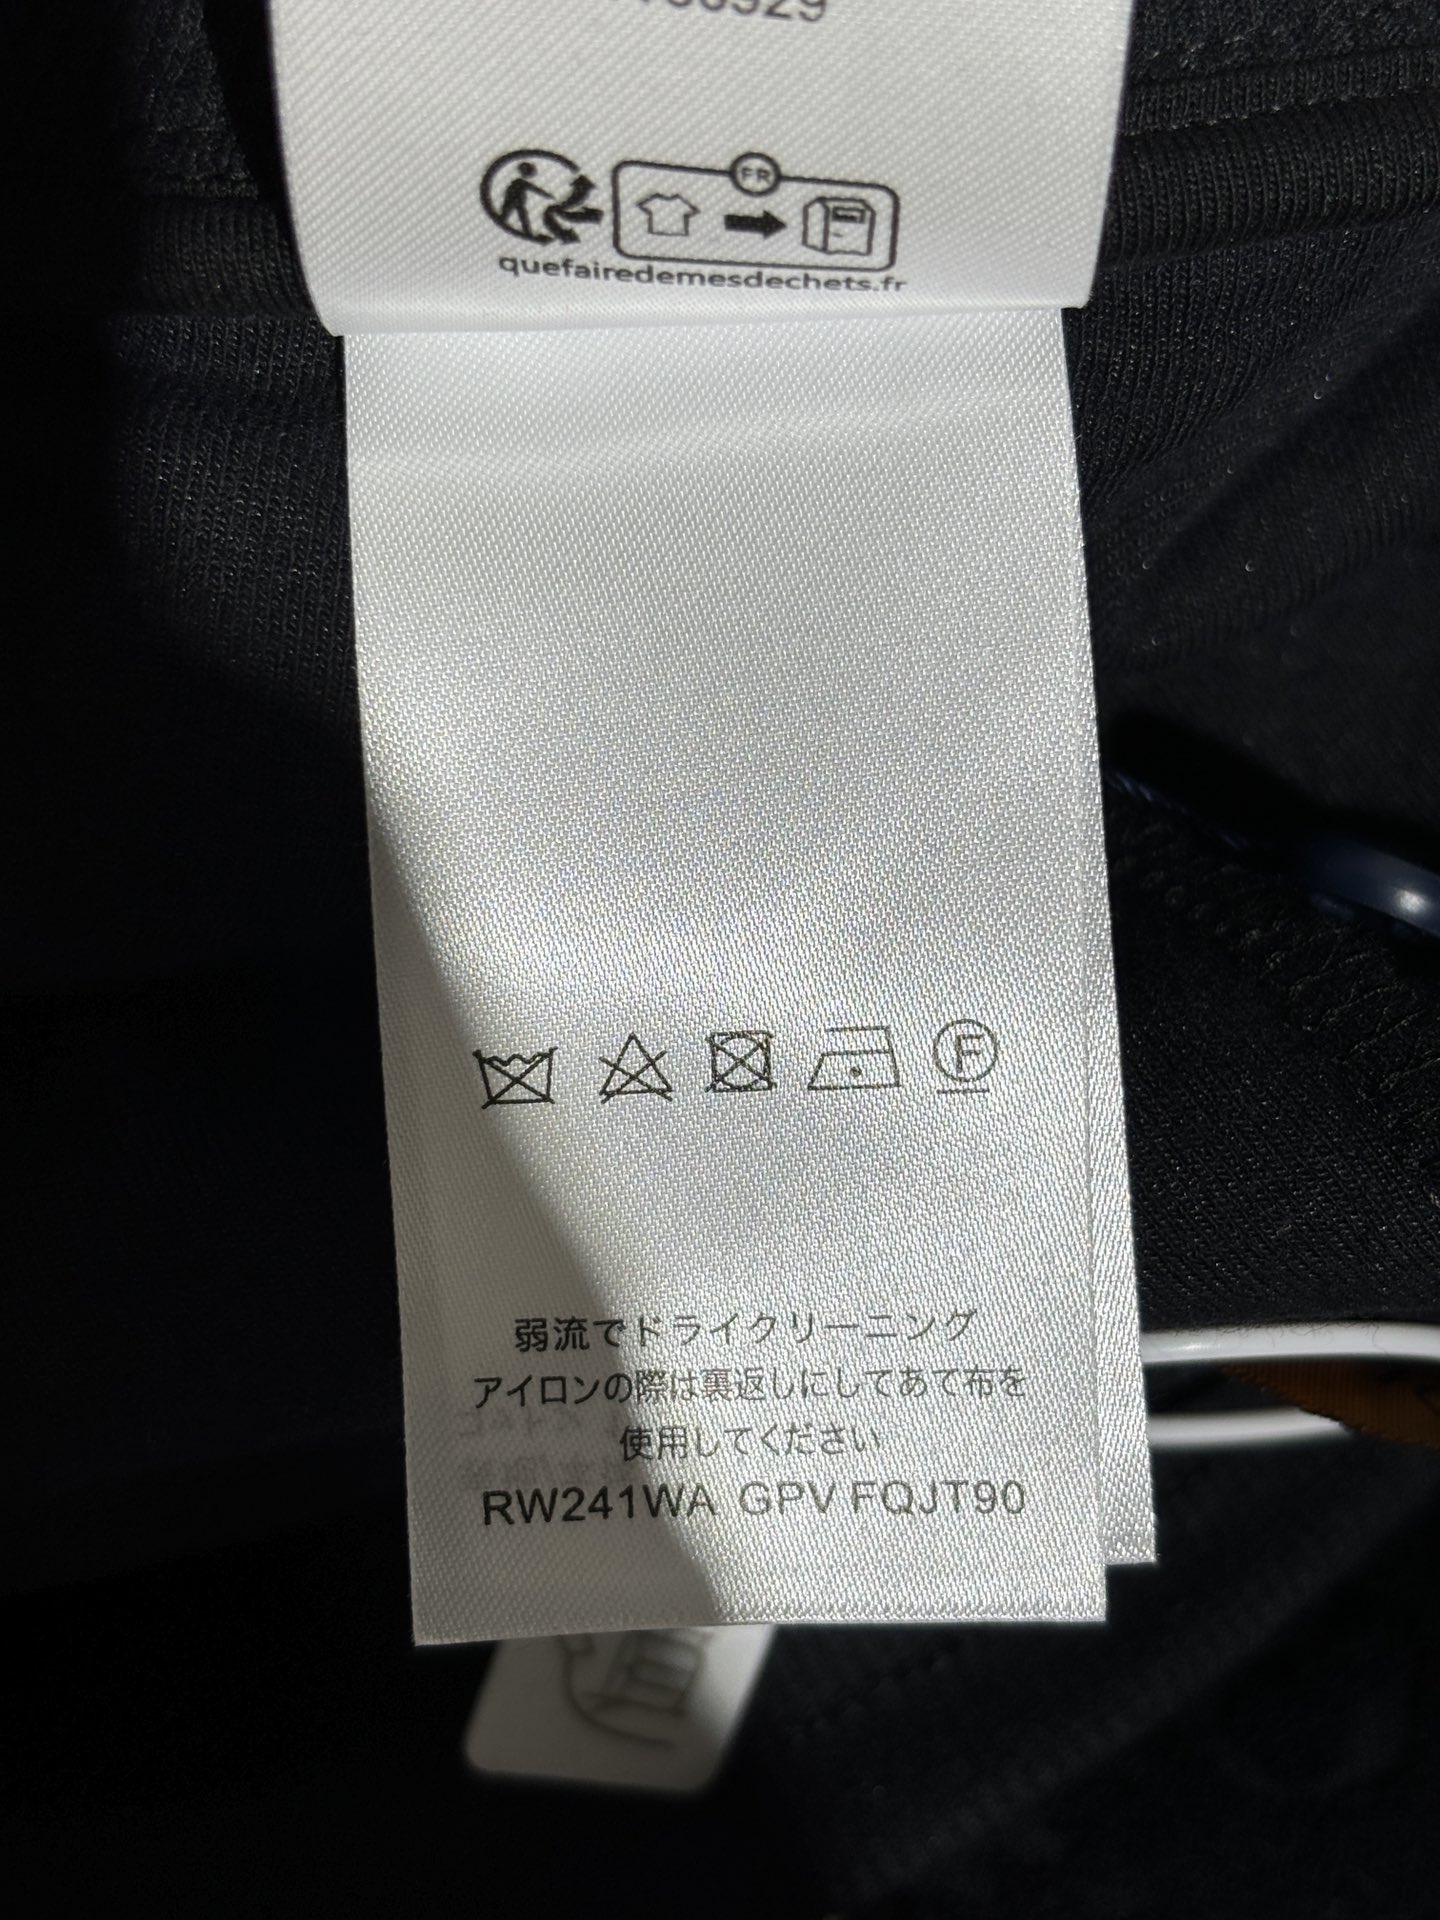 FR
quefairedemesdechets.fr
F
弱流でドライクリーニング
アイロンの際は裏返しにしてあて布を
使用してください
RW241WA GPV FQJT90